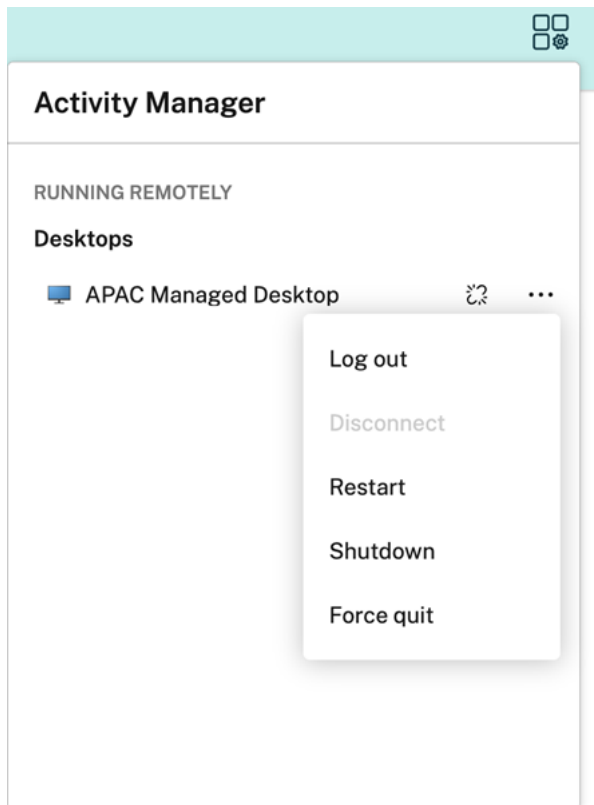 Activity Manager
RUNNING REMOTELY
Desktops
APAC Managed Desktop
Log out
Disconnect
Restart
Shutdown
Force quit